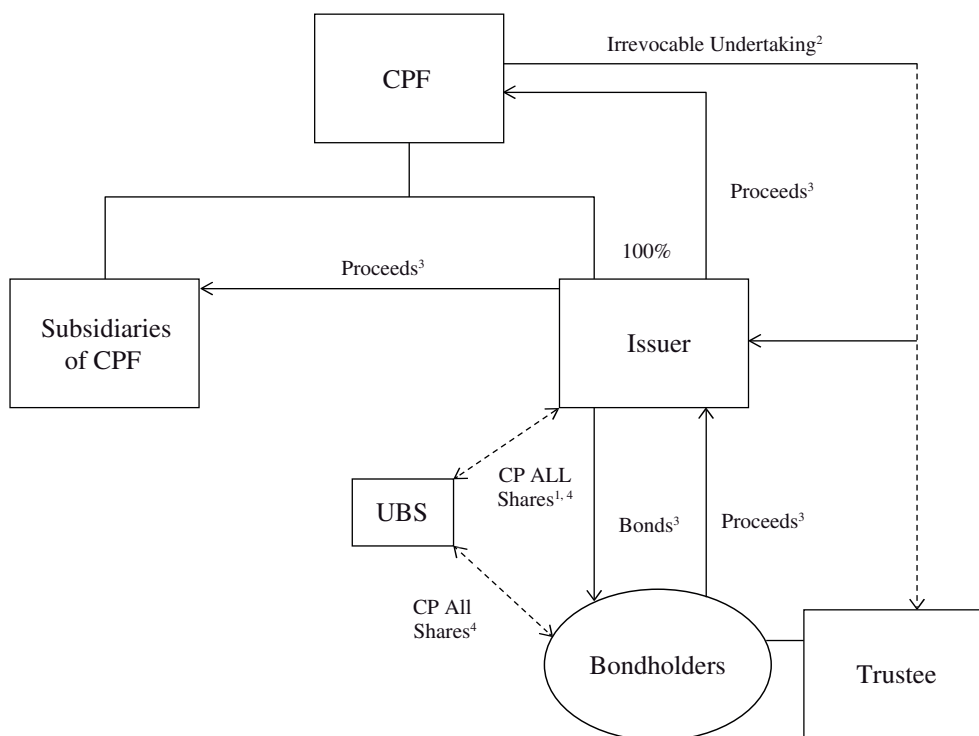 Irrevocable Undertaking²
CPF
Proceeds³
100%
Proceeds³
Subsidiaries
of CPF
Issuer
CP ALL
Shares¹, ⁴
UBS
Bonds³
Proceeds³
CP All
Shares⁴
Bondholders
Trustee